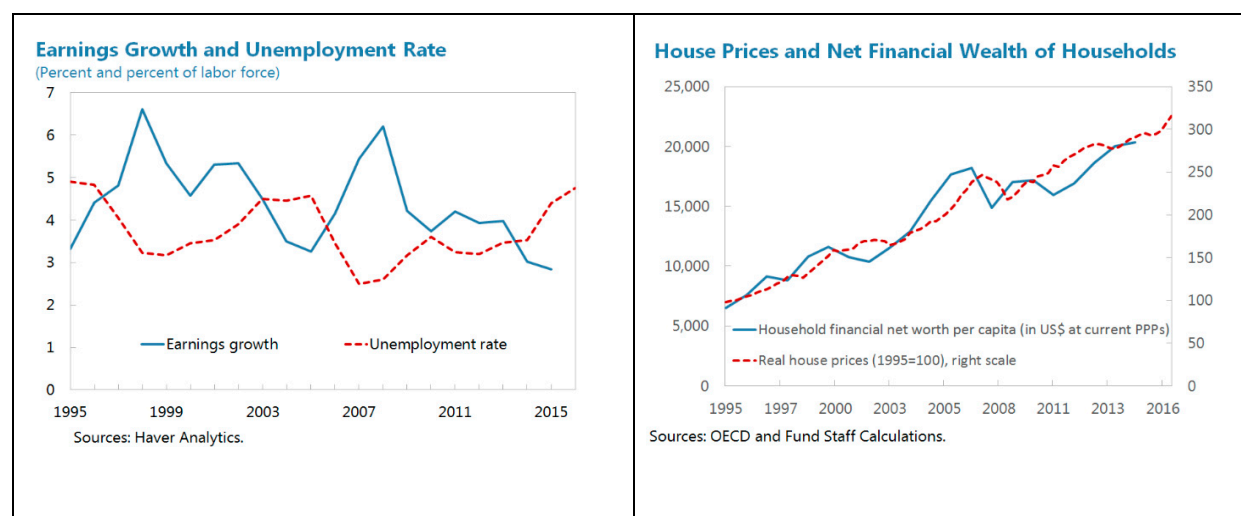 Earnings Growth and Unemployment Rate
(Percent and percent of labor force)
7
6
5
4
3
2
1
0
Earnings growth
Unemployment rate
1995 1999 2003 2007 2011 2015
Sources: Haver Analytics.
House Prices and Net Financial Wealth of Households
25,000 350
300
20,000
250
15,000
200
150
10,000
100
5,000
50
0 0
Household financial net worth per capita (in US$ at current PPPs)
Real house prices (1995=100), right scale
1995 1997 2000 2003 2005 2008 2011 2013 2016
Sources: OECD and Fund Staff Calculations.